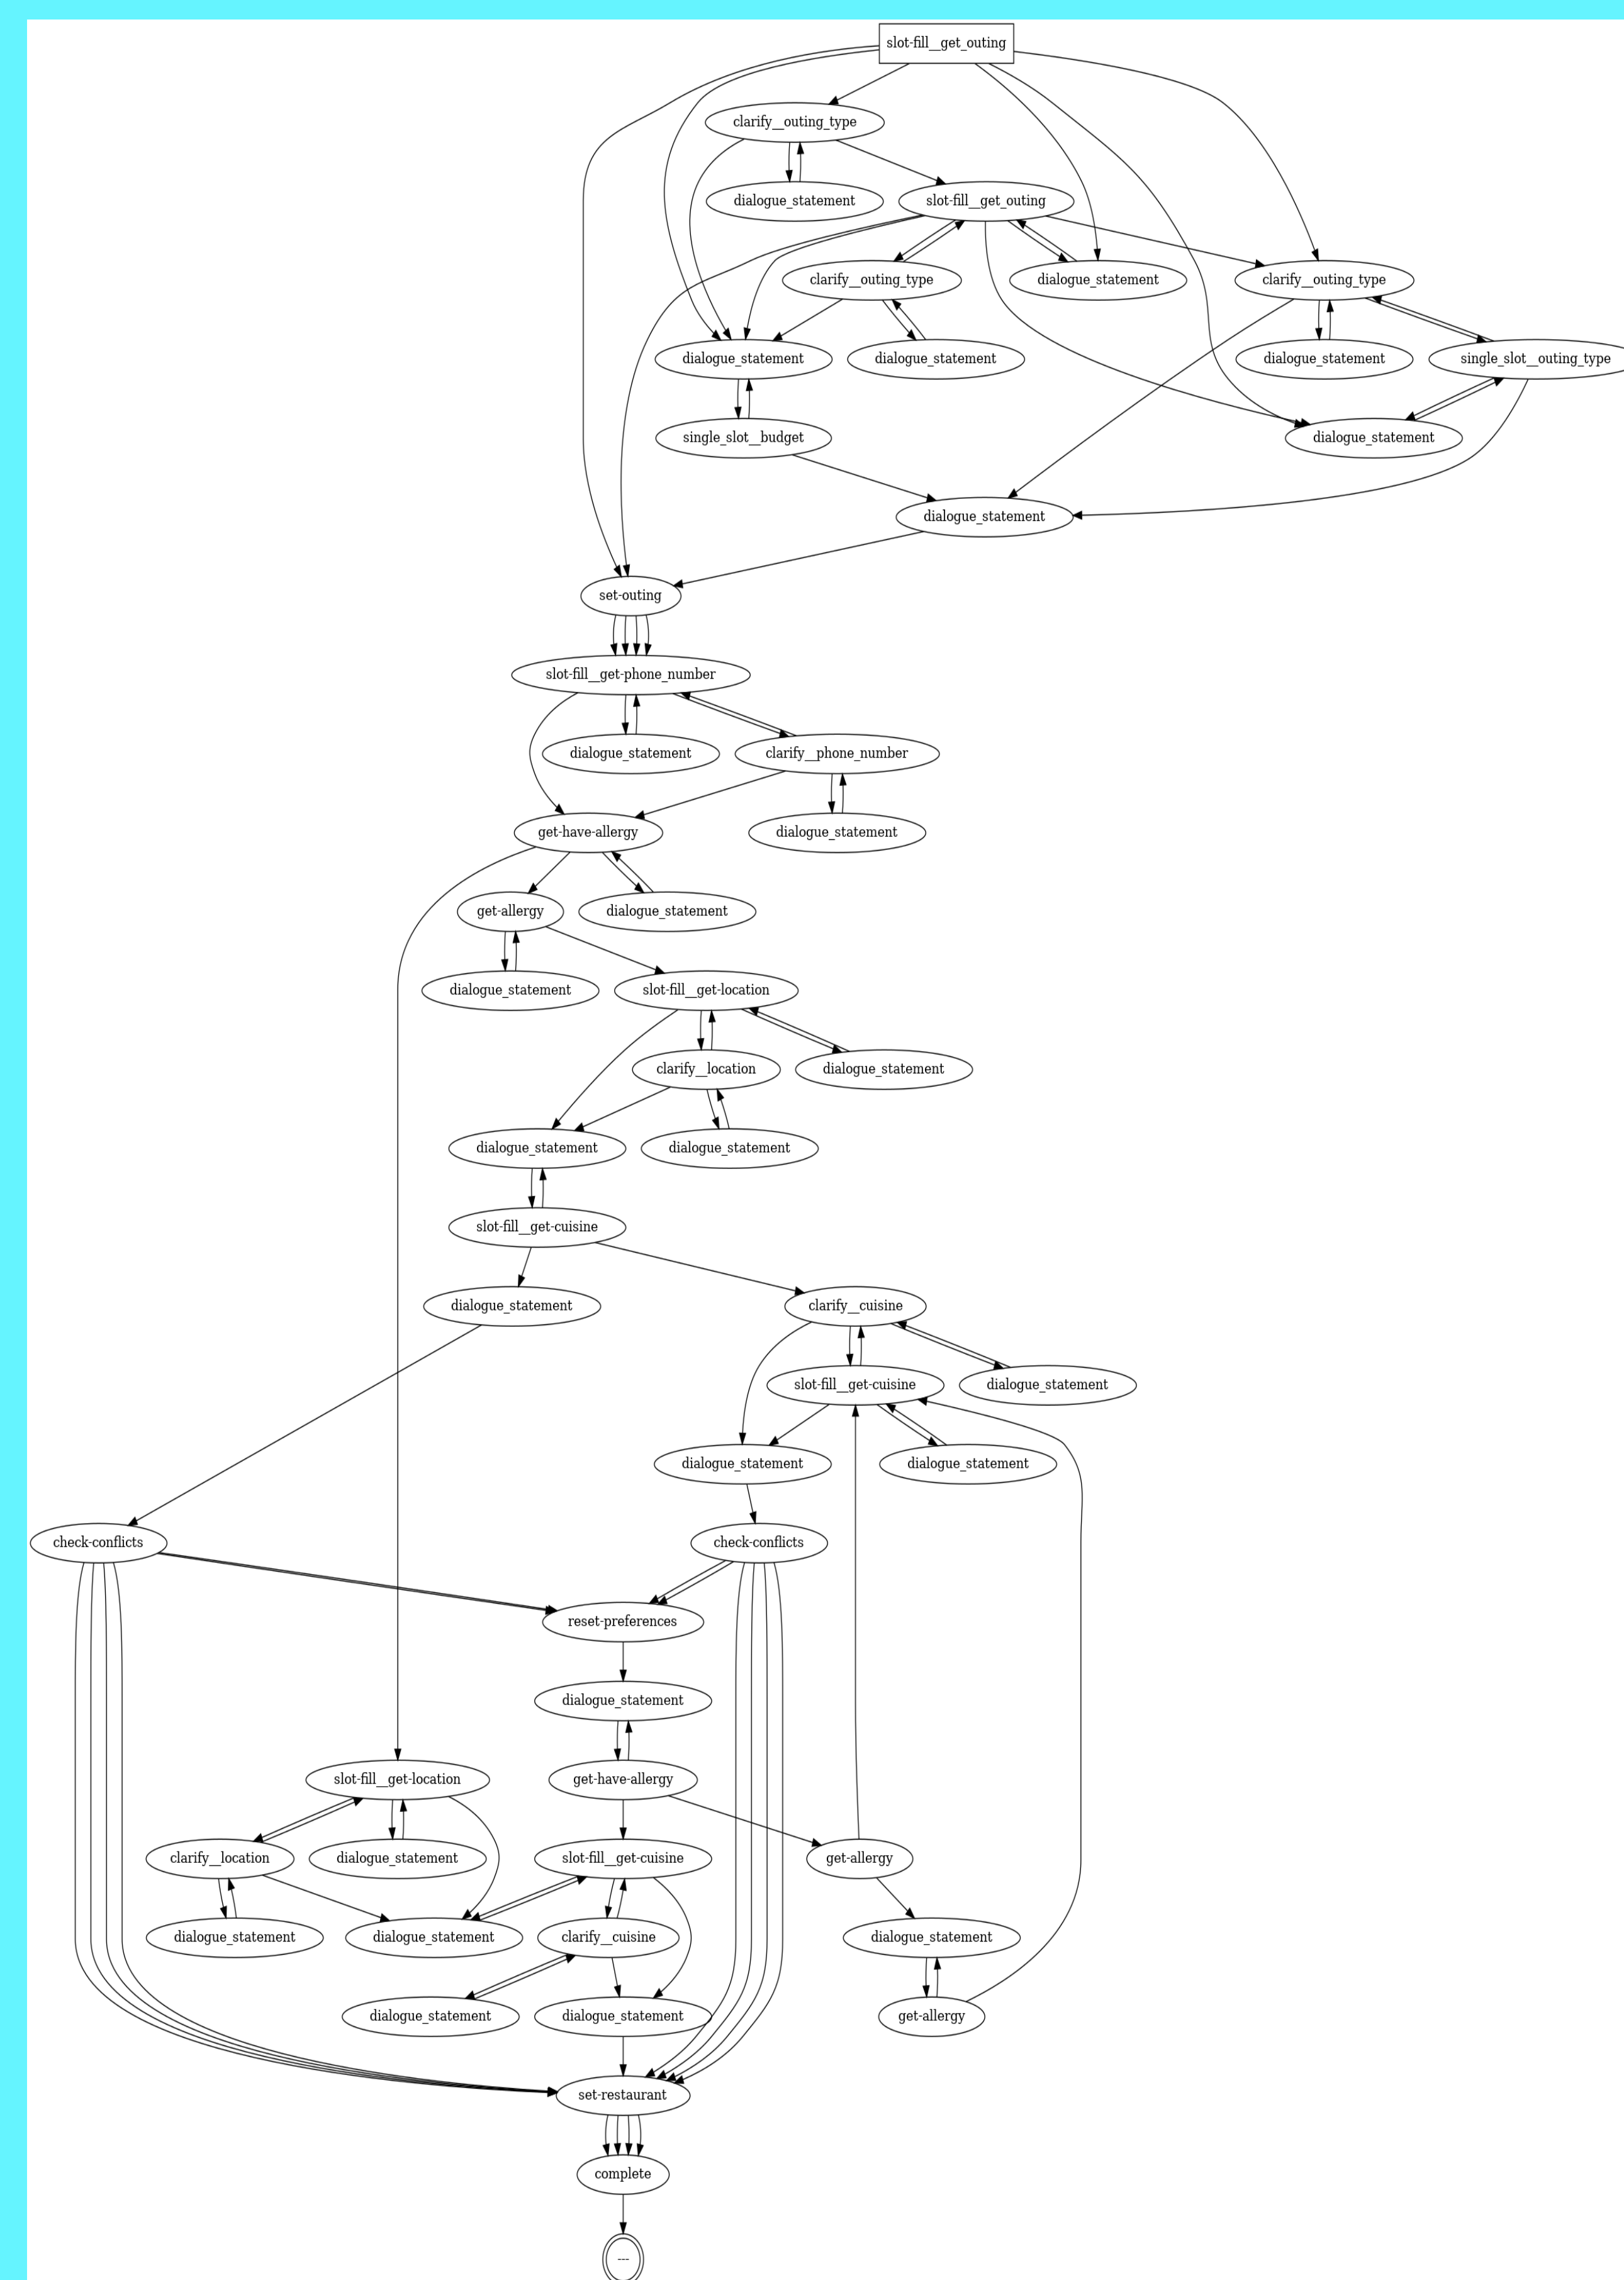 slot-fill__get_outing
clarify__outing_type
dialogue_statement
slot-fill__get_outing
clarify__outing_type
dialogue_statement
clarify__outing_type
dialogue_statement
dialogue_statement
dialogue_statement
single_slot__outing_type
single_slot__budget
dialogue_statement
dialogue_statement
set-outing
slot-fill__get-phone_number
dialogue_statement
clarify__phone_number
get-have-allergy
dialogue_statement
get-allergy
dialogue_statement
dialogue_statement
slot-fill__get-location
clarify__location
dialogue_statement
dialogue_statement
dialogue_statement
slot-fill__get-cuisine
dialogue_statement
clarify__cuisine
slot-fill__get-cuisine
dialogue_statement
dialogue_statement
dialogue_statement
check-conflicts
check-conflicts
reset-preferences
dialogue_statement
slot-fill__get-location
get-have-allergy
clarify__location
dialogue_statement
slot-fill__get-cuisine
get-allergy
dialogue_statement
dialogue_statement
clarify__cuisine
dialogue_statement
dialogue_statement
dialogue_statement
get-allergy
set-restaurant
complete
---